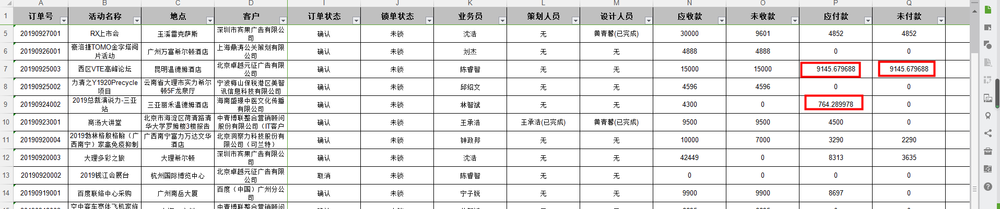 A B C D I J K L M N O P Q
1 订单号 活动名称 地点 客户 订单状态 锁单状态 业务员 策划人员 设计人员 应收款 未收款 应付款 未付款
5 20190927001 RX上市会 玉溪雷克萨斯 深圳市宾果广告有限公司 确认 未锁 沈浩 无 黄青馨(已完成) 30000 9601 4852 4852
6 20190926001 豪洛捷TOMO金字塔阅片活动 广州万富希尔顿酒店 上海鼎涛公关策划有限公司 确认 未锁 刘杰 无 无 4888 4888 0 0
7 20190925003 西区VTE高峰论坛 昆明温德姆酒店 北京卓越元征广告有限公司 确认 未锁 陈睿智 无 无 15000 15000 9145.679688 9145.679688
8 20190925002 力清之Y1920Precycle项目 云南省大理市实力希尔顿5F龙泉厅 宁波梅山保税港区美智讯信息科技有限公司 确认 未锁 邱绍文 无 无 4596 4596 0 0
9 20190924002 2019总裁演说力-三亚站 三亚丽禾温德姆酒店 海南盛璟中医文化传播有限公司 确认 未锁 林智斌 无 无 4300 0 764.289978 0
10 20190923001 商汤大讲堂 北京市海淀区荷清路清华大学罗姆楼3楼报告 中青博联整合营销顾问股份有限公司（IT客户 确认 未锁 王承洁 王承洁(已完成) 黄青馨(已完成) 9500 9500 4500 0
11 20190920004 2019勃林格殷格翰（广西南宁）家禽免疫抑制 广西南宁富力万达文华酒店 北京洞察力科技股份有限公司（可兰特） 确认 未锁 钟政邦 无 无 10000 7000 3290 2290
12 20190920003 大理多彩之旅 大理希尔顿 深圳市宾果广告有限公司 确认 未锁 沈浩 无 无 42449 0 8313 3635
13 20190920002 2019钱江会展台 杭州国际博览中心 北京卓越元征广告有限公司 取消 未锁 陈睿智 无 无 0 0 0 0
14 20190919001 百度联络中心采购 广州南岳大厦 百度（中国）广州分公司 确认 未锁 宁子锐 无 无 9900 9900 8697 0
空中客车宽体飞机家族 中青博联整合营销顾问